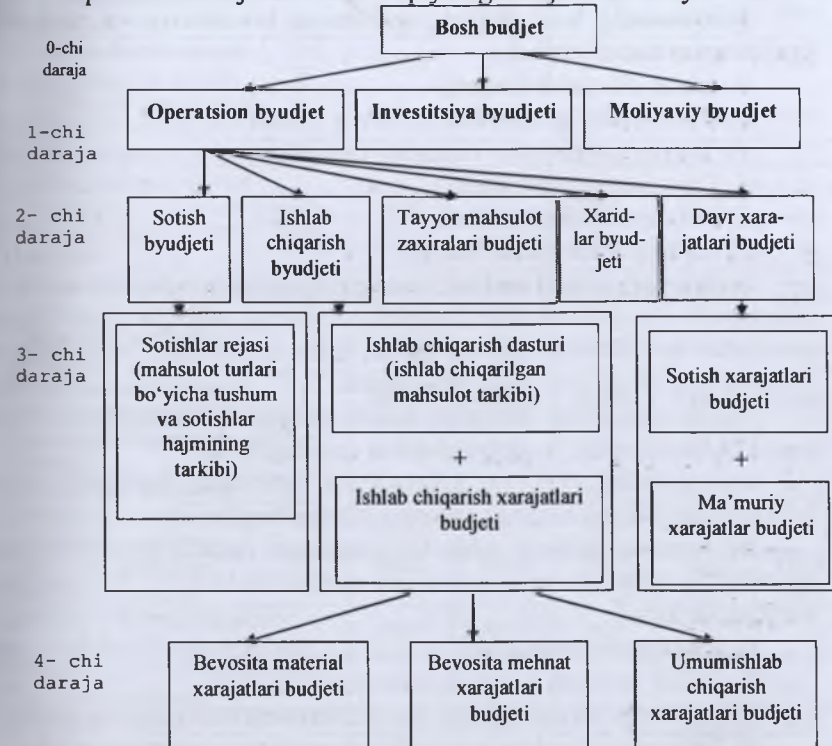 Bosh budjet
0-chi
daraja
Operatsion byudjet
Investitsiya byudjeti
Moliyaviy byudjet
1-chi
daraja
2- chi
daraja
Sotish
byudjeti
Ishlab
chiqarish
byudjeti
Tayyor mahsulot
zaxiralari budjeti
Xarid-
lar byud-
jeti
Davr xara-
jatlari budjeti
3- chi
daraja
Sotishlar rejasi
(mahsulot turlari
bo‘yicha tushum
va sotishlar
hajmining
tarkibi)
Ishlab chiqarish dasturi
(ishlab chiqarilgan
mahsulot tarkibi)
+
Ishlab chiqarish xarajatlari
budjeti
Sotish xarajatlari
budjeti
+
Ma’muriy
xarajatlar budjeti
4- chi
daraja
Bevosita material
xarajatlari budjeti
Bevosita mehnat
xarajatlari
budjeti
Umumishlab
chiqarish
xarajatlari budjeti